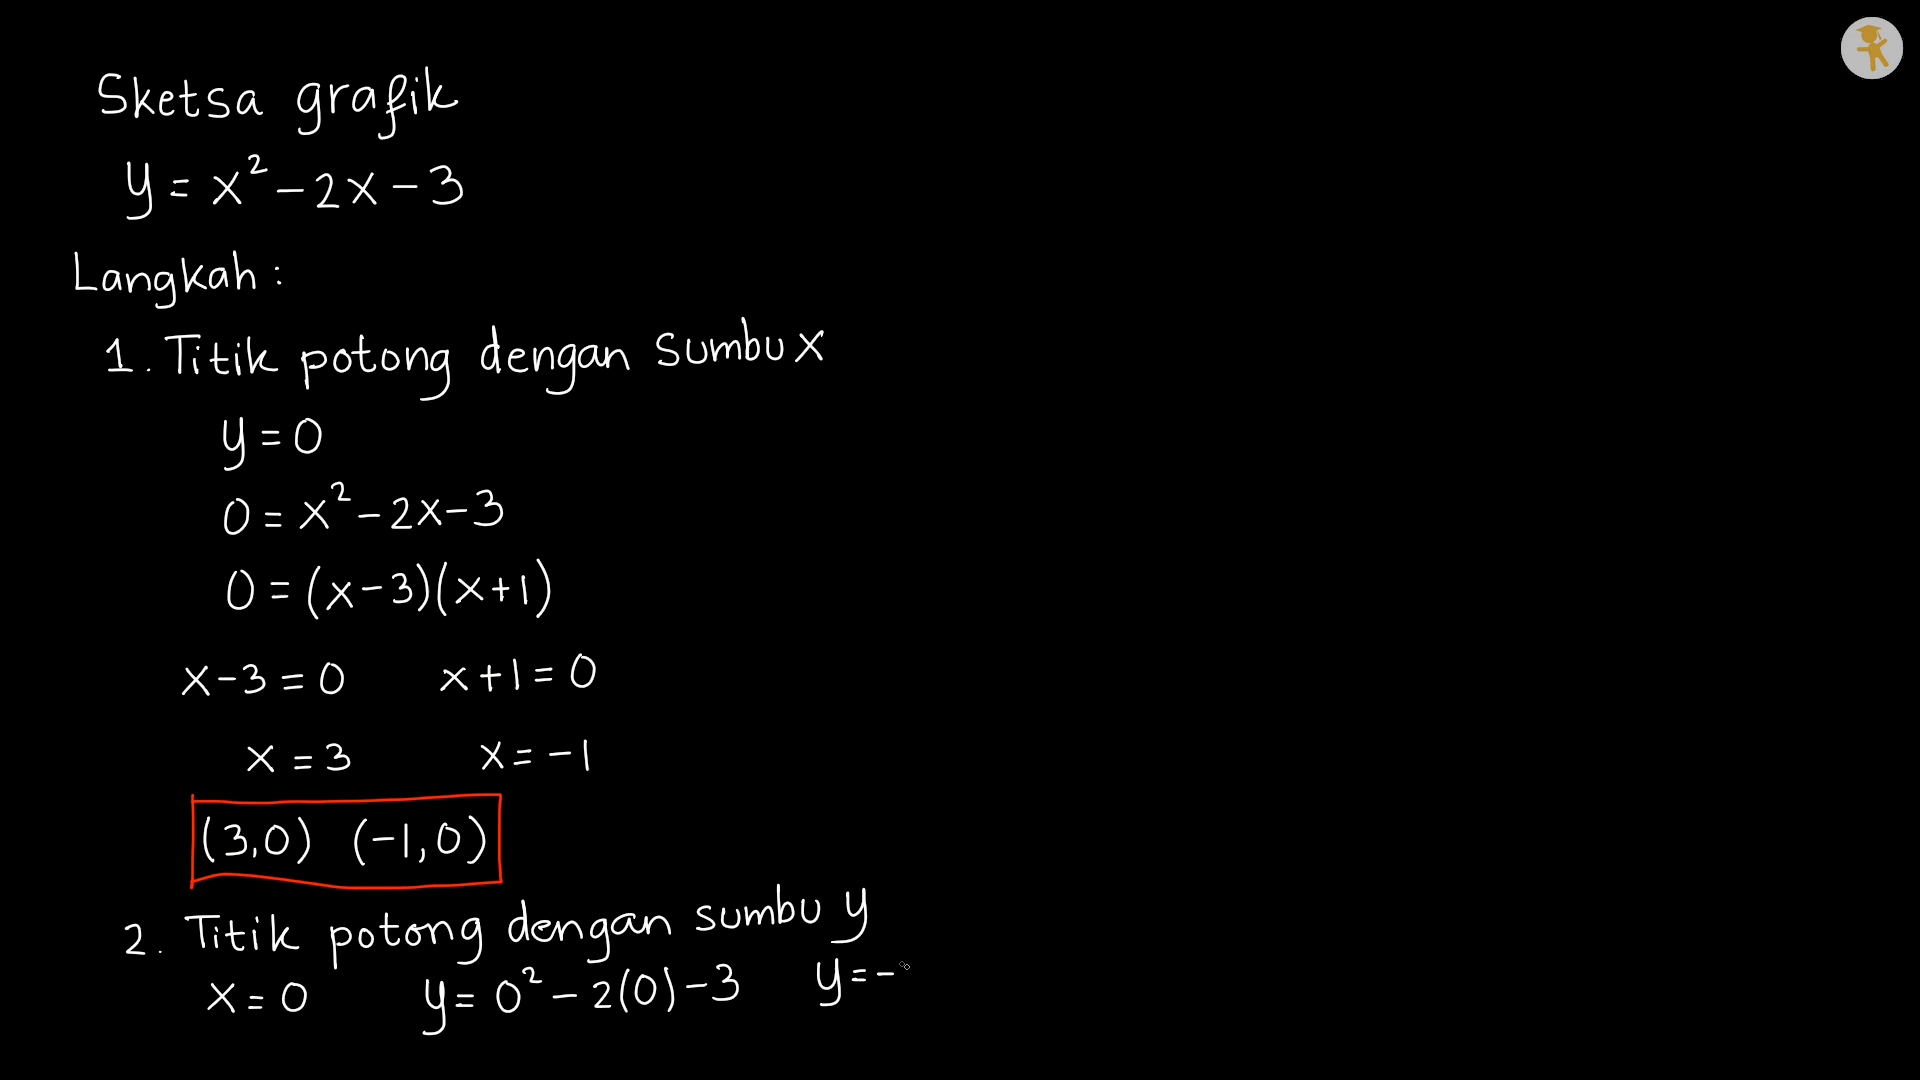 Sketsa grafik
y = x² - 2x - 3
Langkah :
1. Titik potong dengan sumbu x
y = 0
0 = x² - 2x - 3
0 = (x - 3)(x + 1)
x - 3 = 0 x + 1 = 0
x = 3 x = -1
(3,0) (-1,0)
2. Titik potong dengan sumbu y
x = 0 y = 0² - 2(0) - 3 y = -